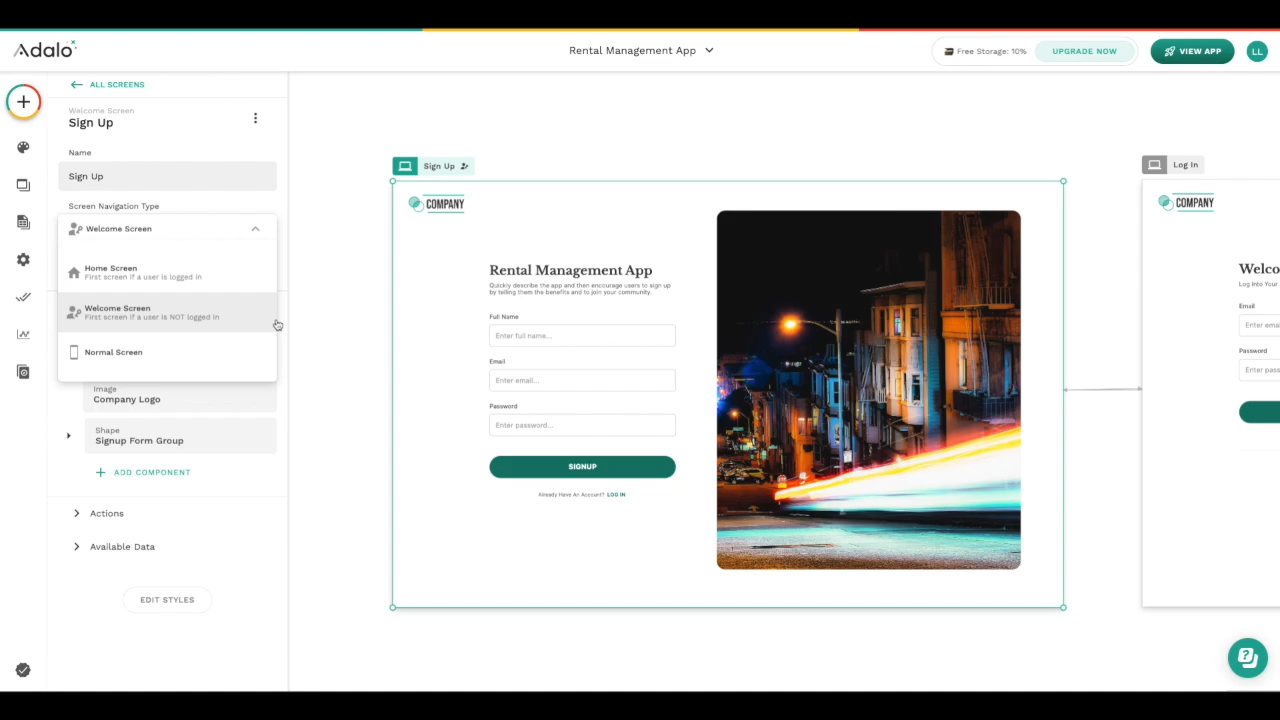 Adalo
Rental Management App
Free Storage: 10%
UPGRADE NOW
VIEW APP
LL
ALL SCREENS
Welcome Screen
Sign Up
Name
Sign Up
Screen Navigation Type
Welcome Screen
Home Screen
First screen if a user is logged in
Welcome Screen
First screen if a user is NOT logged in
Normal Screen
Image
Company Logo
Shape
Signup Form Group
ADD COMPONENT
Actions
Available Data
EDIT STYLES
Sign Up
COMPANY
Rental Management App
Quickly describe the app and then encourage users to sign up
by telling them the benefits and to join your community.
Full Name
Enter full name...
Email
Enter email...
Password
Enter password...
SIGNUP
Already Have An Account? LOG IN
Log In
COMPANY
Welco
Log Into Your
Email
Enter emai
Password
Enter pass